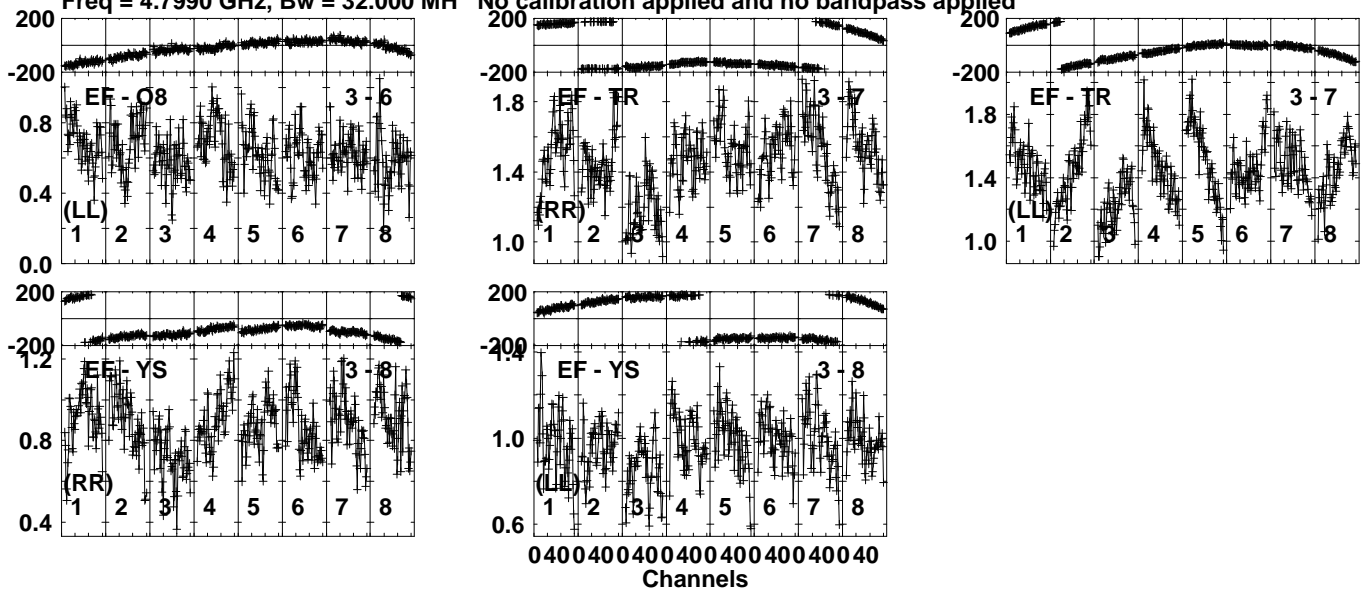 Freq = 4.7990 GHz, Bw = 32.000 MH No calibration applied and no bandpass applied
200
-200
EF - O8 3 - 6
0.8
0.4
0.0
(LL)
1 2 3 4 5 6 7 8
200
-200
EF - TR 3 - 7
1.8
1.4
1.0
(RR)
1 2 3 4 5 6 7 8
200
-200
EF - TR 3 - 7
1.8
1.4
1.0
(LL)
1 2 3 4 5 6 7 8
200
-200
1.2
EF - YS 3 - 8
0.8
0.4
(RR)
1 2 3 4 5 6 7 8
200
-200
1.4
EF - YS 3 - 8
1.0
0.6
(LL)
1 2 3 4 5 6 7 8
0 40 0 40 0 40 0 40 0 40 0 40 0 40 0 40
Channels